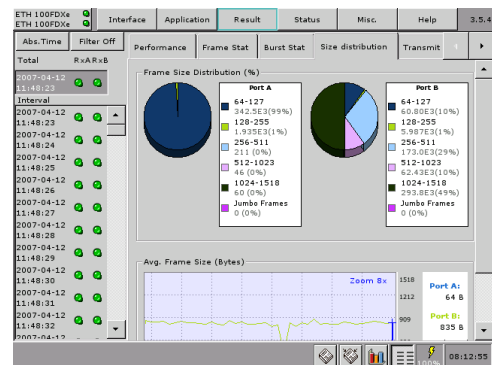 ETH 100FDXe
ETH 100FDXe
Interface Application Result Status Misc. Help 3.5.4
Abs.Time Filter Off
Performance Frame Stat Burst Stat Size distribution Transmit
Total RxA RxB
2007-04-12
11:48:23
Interval
2007-04-12
11:48:23
2007-04-12
11:48:24
2007-04-12
11:48:25
2007-04-12
11:48:26
2007-04-12
11:48:27
2007-04-12
11:48:28
2007-04-12
11:48:29
2007-04-12
11:48:30
2007-04-12
11:48:31
2007-04-12
11:48:32
2007-04-12
Frame Size Distribution (%)
Port A
64-127
342.5E3(99%)
128-255
1.935E3(1%)
256-511
211 (0%)
512-1023
46 (0%)
1024-1518
60 (0%)
Jumbo Frames
0 (0%)
Port B
64-127
60.80E3(10%)
128-255
5.987E3(1%)
256-511
173.0E3(29%)
512-1023
62.43E3(10%)
1024-1518
293.8E3(49%)
Jumbo Frames
0 (0%)
Avg. Frame Size (Bytes)
Zoom 8x
1518
1212
909
Port A:
64 B
Port B:
835 B
100%
08:12:55